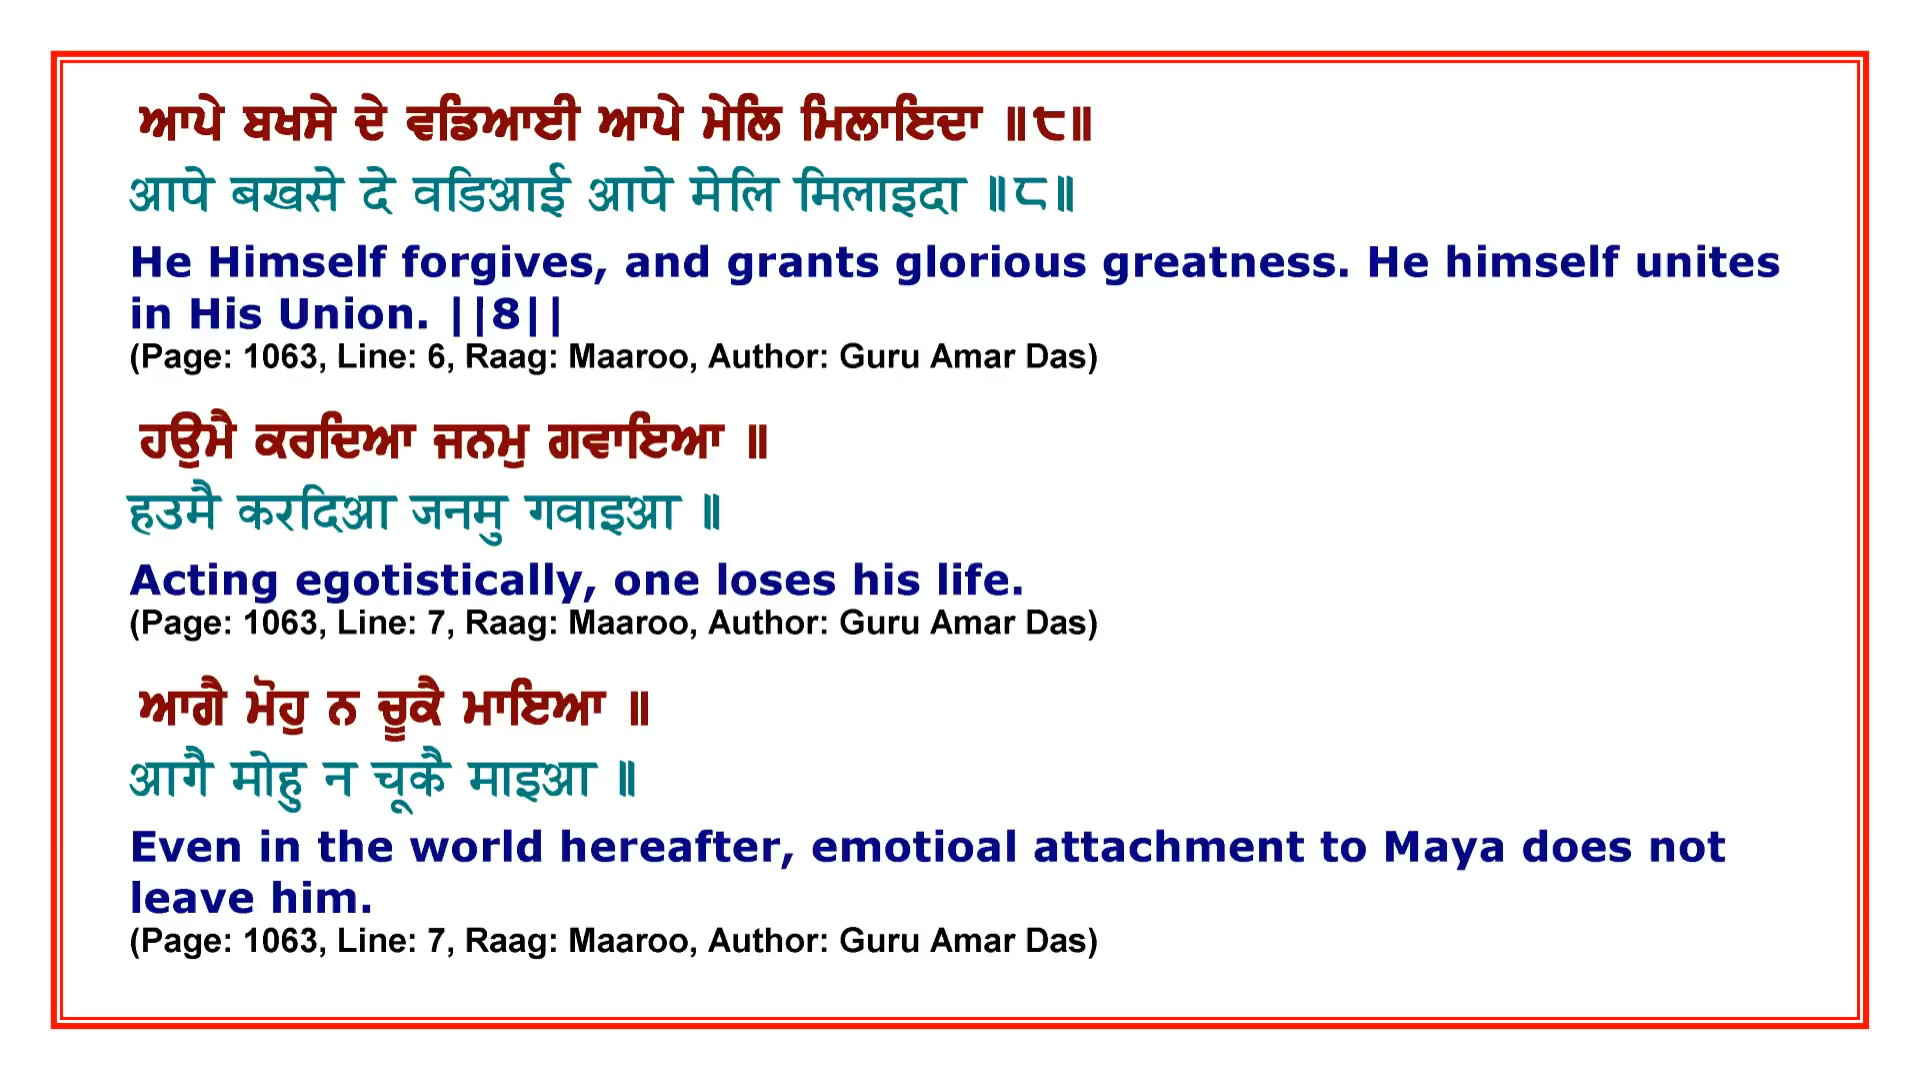 ਆਪੇ ਬਖਸੇ ਦੇ ਵਡਿਆਈ ਆਪੇ ਮੇਲਿ ਮਿਲਾਇਦਾ ॥੮॥
आपे बखसे दे वडिआई आपे मेलि मिलाइदा ॥८॥
He Himself forgives, and grants glorious greatness. He himself unites
in His Union. ||8||
(Page: 1063, Line: 6, Raag: Maaroo, Author: Guru Amar Das)
ਹਉਮੈ ਕਰਦਿਆ ਜਨਮੁ ਗਵਾਇਆ ॥
हउमै करदिआ जनमु गवाइआ ॥
Acting egotistically, one loses his life.
(Page: 1063, Line: 7, Raag: Maaroo, Author: Guru Amar Das)
ਆਗੈ ਮੋਹੁ ਨ ਚੂਕੈ ਮਾਇਆ ॥
आगै मोहु न चूकै माइआ ॥
Even in the world hereafter, emotioal attachment to Maya does not
leave him.
(Page: 1063, Line: 7, Raag: Maaroo, Author: Guru Amar Das)